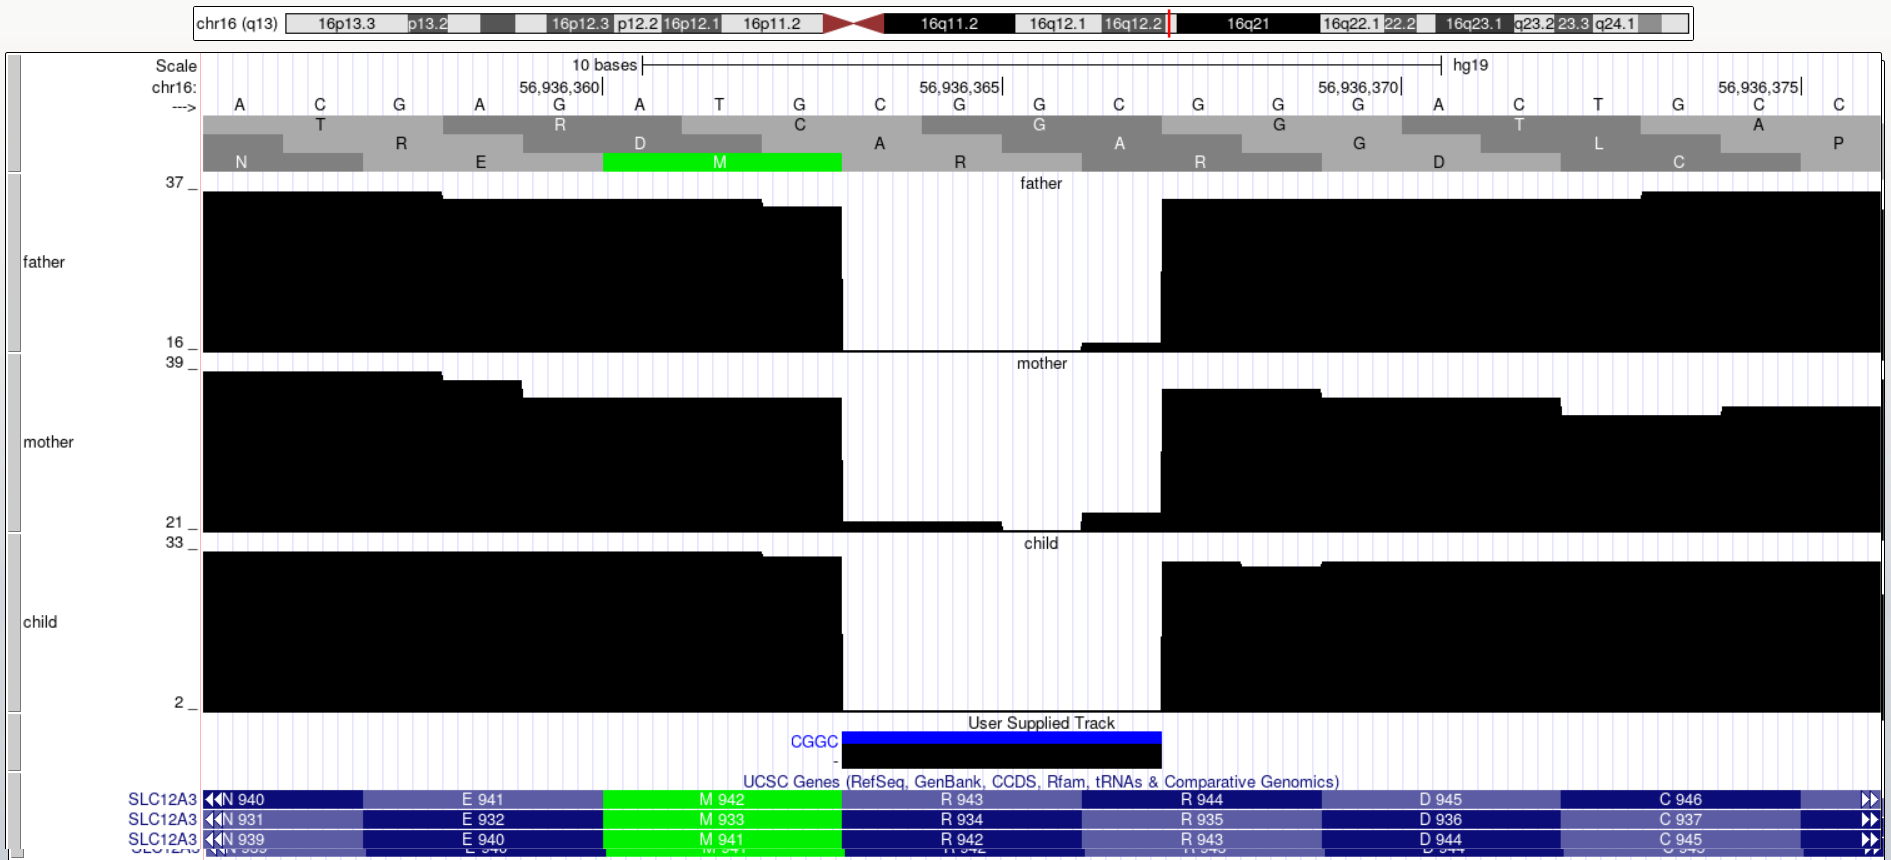 chr16 (q13) 16p13.3 p13.2 16p12.3 p12.2 16p12.1 16p11.2 16q11.2 16q12.1 16q12.2 16q21 16q22.1 22.2 16q23.1 q23.2 23.3 q24.1
Scale 10 bases hg19
chr16: 56,936,360 56,936,365 56,936,370 56,936,375
---> A C G A G A T G C G G C G G G A C T G C C
T R C G G T A
R D A A G L P
N E M R R D C
37 _ father
father
16 _
39 _ mother
mother
21 _
33 _ child
child
2 _
User Supplied Track
CGGC
-
UCSC Genes (RefSeq, GenBank, CCDS, Rfam, tRNAs & Comparative Genomics)
SLC12A3 N 940 E 941 M 942 R 943 R 944 D 945 C 946
SLC12A3 N 931 E 932 M 933 R 934 R 935 D 936 C 937
SLC12A3 N 939 E 940 M 941 R 942 R 943 D 944 C 945